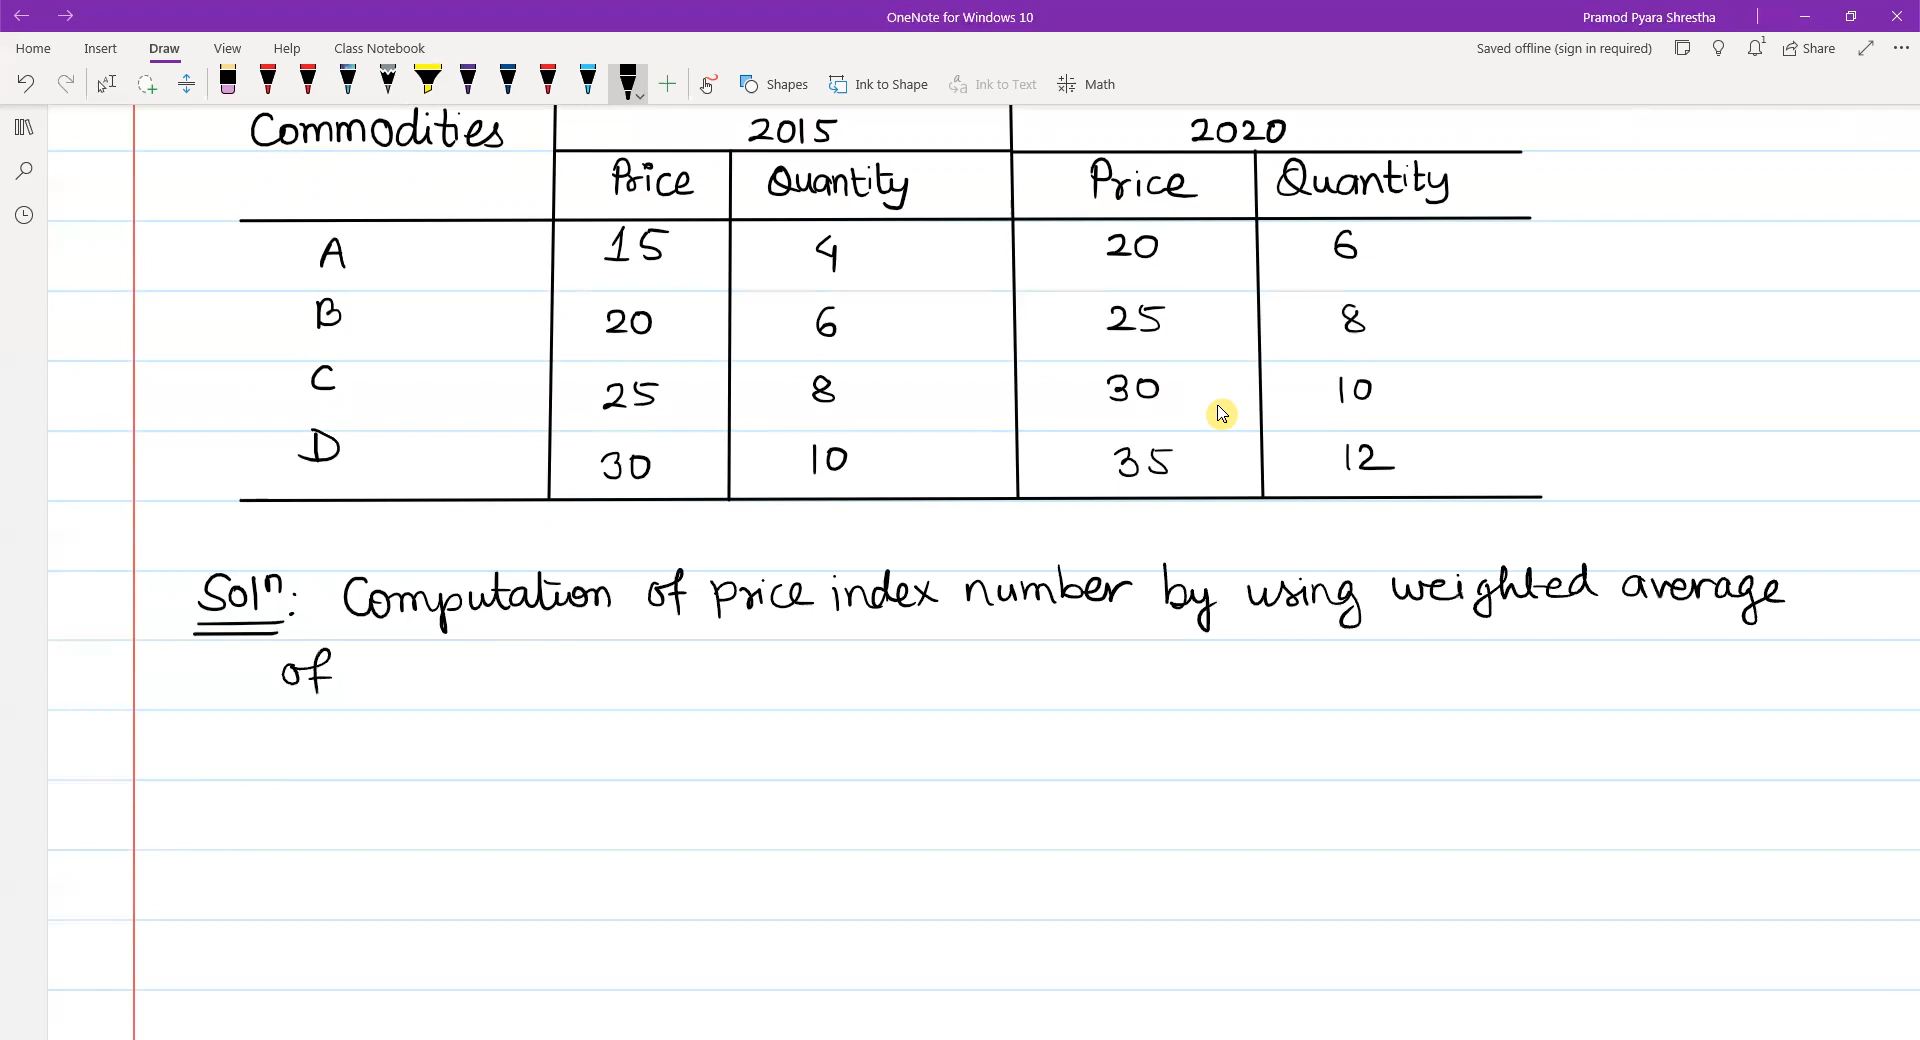 OneNote for Windows 10
Pramod Pyara Shrestha
Home Insert Draw View Help Class Notebook
Saved offline (sign in required) 1 Share
Shapes Ink to Shape Ink to Text Math
Commodities 2015 2020
Price Quantity Price Quantity
A 15 4 20 6
B 20 6 25 8
C 25 8 30 10
D 30 10 35 12
Solⁿ: Computation of price index number by using weighted average
of